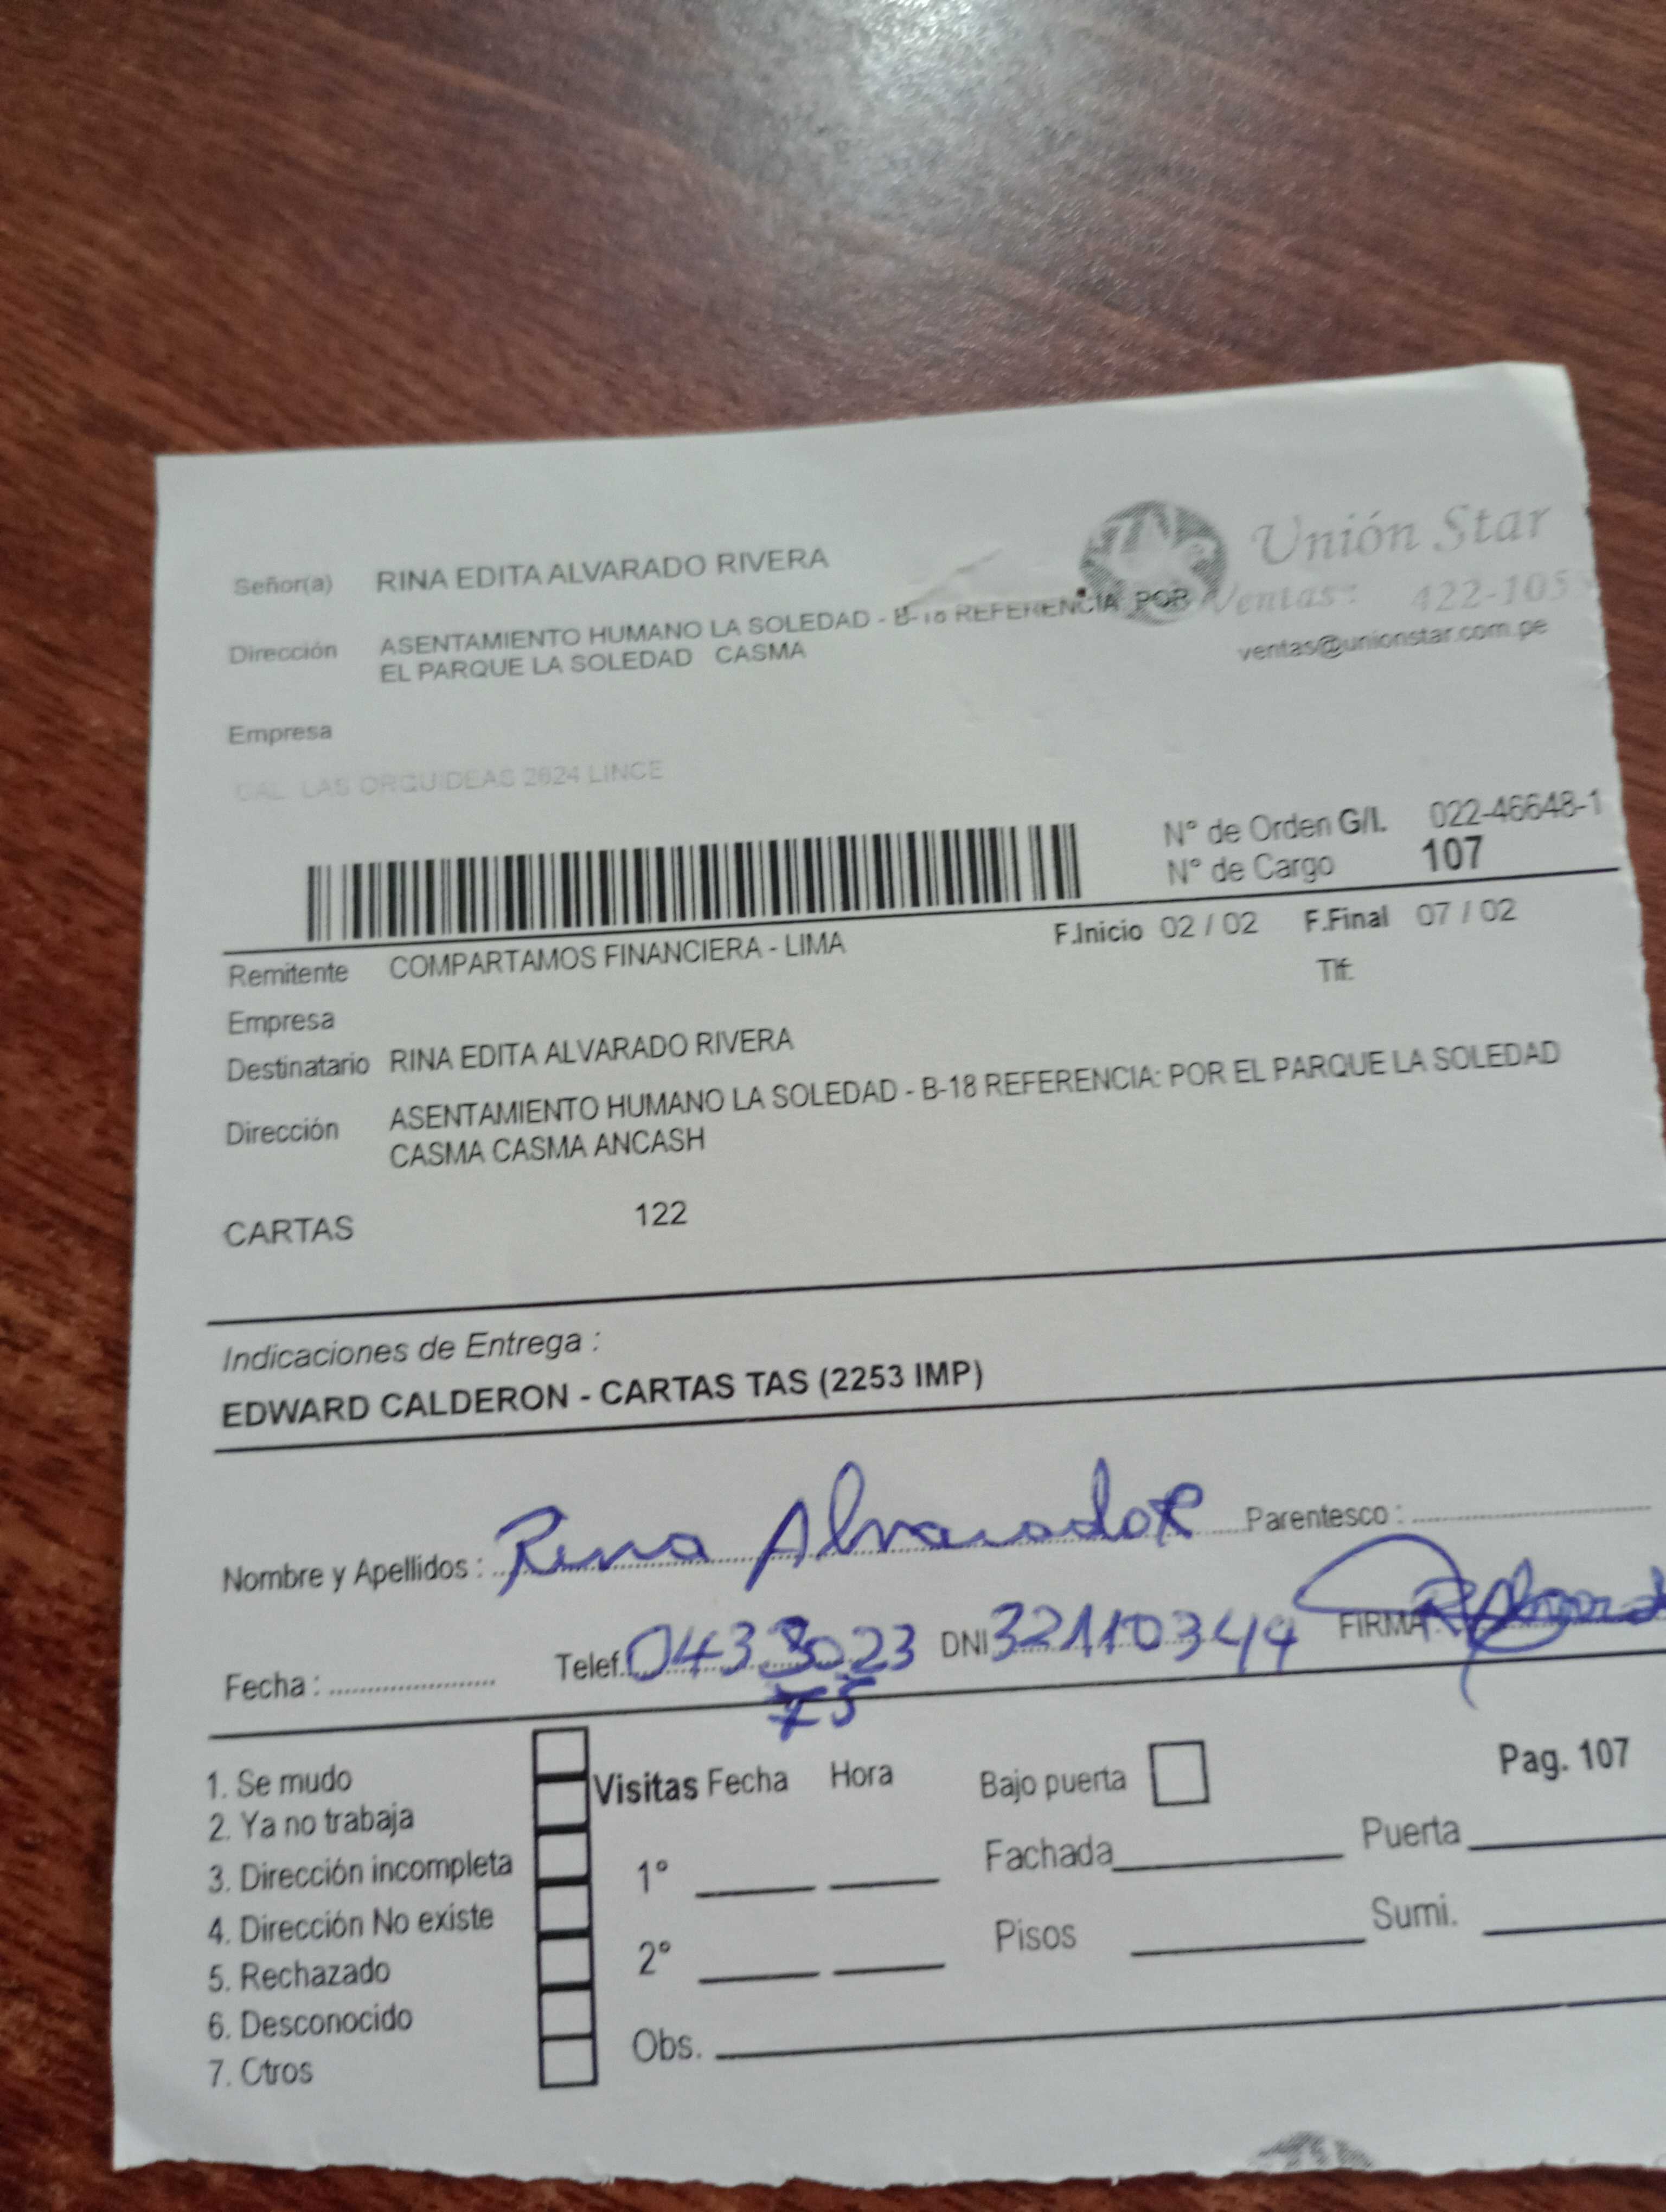 Unión Star
Señor(a) RINA EDITA ALVARADO RIVERA
Ventas: 422-105
Dirección ASENTAMIENTO HUMANO LA SOLEDAD - B-18 REFERENCIA: POR
EL PARQUE LA SOLEDAD CASMA
ventas@unionstar.com.pe
Empresa
CAL LAS ORQUIDEAS 2624 LINCE
N° de Orden G/I. 022-46648-1
N° de Cargo 107
F.Inicio 02 / 02 F.Final 07 / 02
Remitente COMPARTAMOS FINANCIERA - LIMA
Tlf:
Empresa
Destinatario RINA EDITA ALVARADO RIVERA
Dirección ASENTAMIENTO HUMANO LA SOLEDAD - B-18 REFERENCIA: POR EL PARQUE LA SOLEDAD
CASMA CASMA ANCASH
CARTAS 122
Indicaciones de Entrega :
EDWARD CALDERON - CARTAS TAS (2253 IMP)
Nombre y Apellidos : Rina Alvarado R Parentesco :
Fecha : Telef. DNI FIRMA
1. Se mudo
2. Ya no trabaja
3. Dirección incompleta
4. Dirección No existe
5. Rechazado
6. Desconocido
7. Otros
Visitas Fecha Hora
1°
2°
Obs.
Bajo puerta
Fachada
Pisos
Pag. 107
Puerta
Sumi.